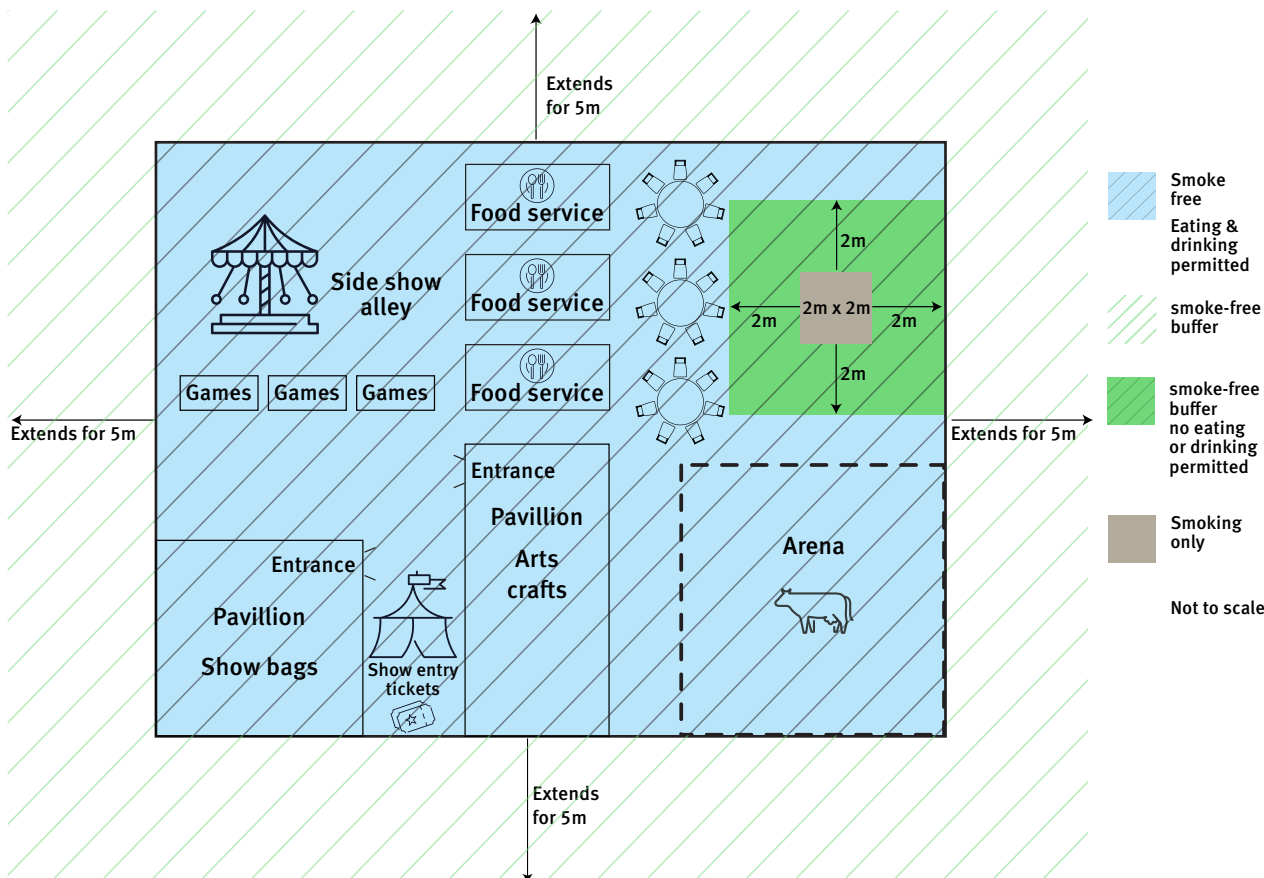 Extends
for 5m
Smoke
free
Eating &
drinking
permitted
Food service
2m
Side show
alley
Food service
2m x 2m
2m
2m
smoke-free
buffer
Food service
2m
Games
Games
Games
smoke-free
buffer
no eating
or drinking
permitted
Extends for 5m
Extends for 5m
Entrance
Pavillion
Arts
crafts
Smoking
only
Arena
Entrance
Pavillion
Show bags
Show entry
tickets
Not to scale
Extends
for 5m